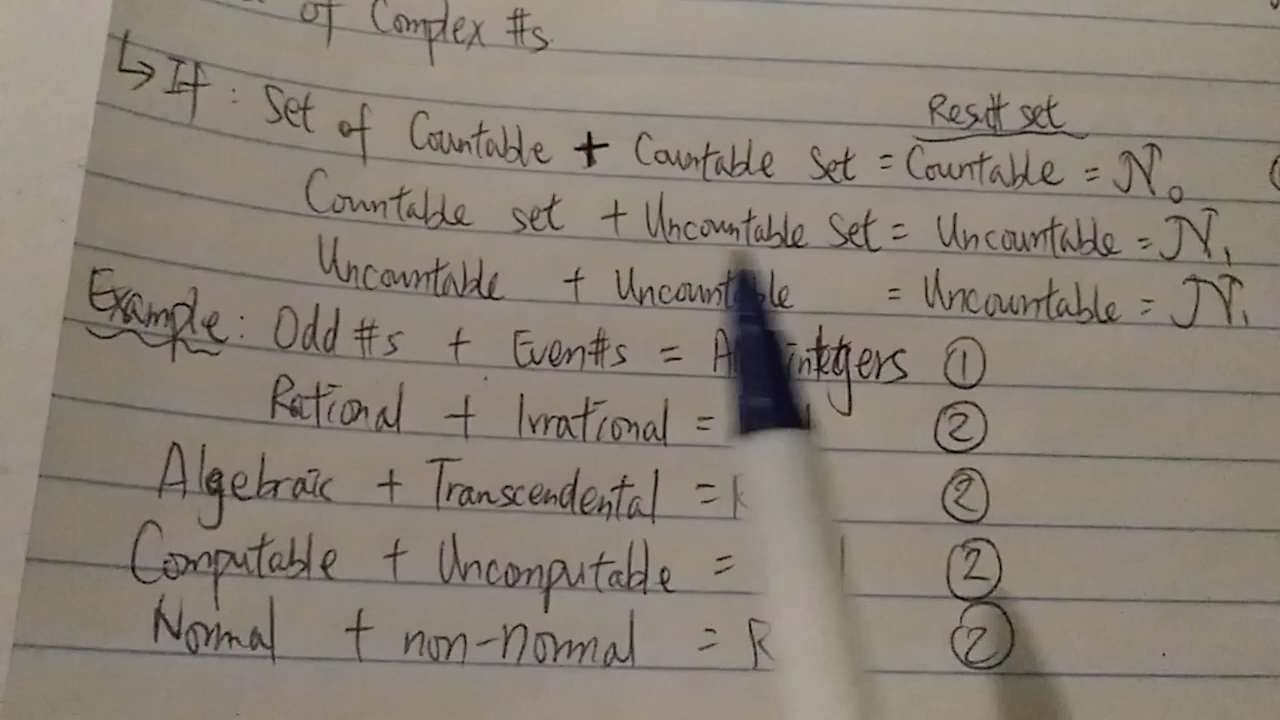 of Complex #s
↳ If : Set of Countable + Countable Set = Countable = ℵ₀
Result set
Countable set + Uncountable Set = Uncountable = ℵ₁
Uncountable + Uncountable = Uncountable = ℵ₁
Example : Odd #s + Even #s = integers ①
Rational + Irrational = ②
Algebraic + Transcendental = R ②
Computable + Uncomputable = ②
Normal + non-normal = R ②